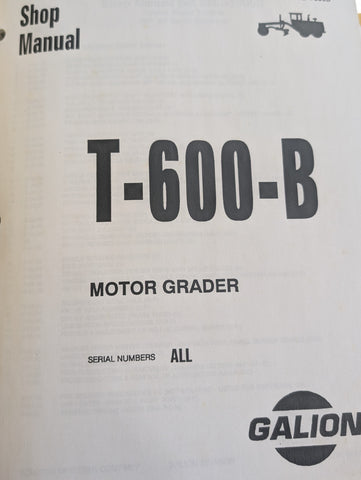 Shop
Manual
T-600-B
MOTOR GRADER
SERIAL NUMBERS ALL
GALION